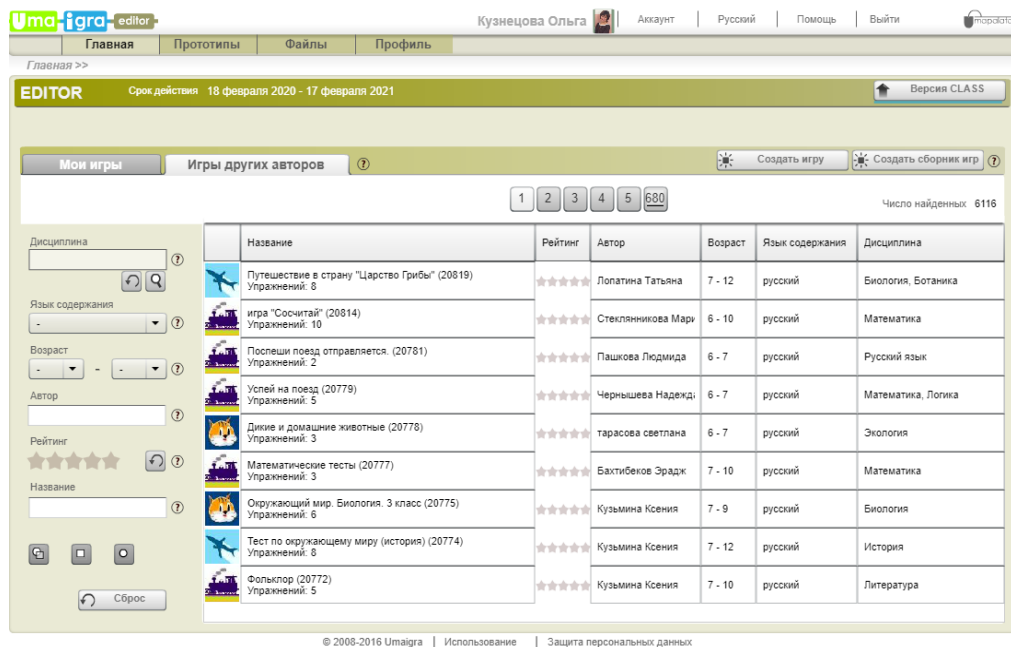 Uma-igra-editor
Кузнецова Ольга Аккаунт Русский Помощь Выйти
Главная Прототипы Файлы Профиль
Главная >>
EDITOR Срок действия 18 февраля 2020 - 17 февраля 2021 Версия CLASS
Мои игры Игры других авторов ? Создать игру Создать сборник игр ?
1 2 3 4 5 680 Число найденных 6116
Дисциплина
?
Язык содержания
- ?
Возраст
- - - ?
Автор
?
Рейтинг
?
Название
?
Сброс
Название Рейтинг Автор Возраст Язык содержания Дисциплина
Путешествие в страну "Царство Грибы" (20819)
Упражнений: 8
Лопатина Татьяна 7 - 12 русский Биология, Ботаника
игра "Сосчитай" (20814)
Упражнений: 10
Стеклянникова Мари 6 - 10 русский Математика
Поспеши поезд отправляется. (20781)
Упражнений: 2
Пашкова Людмида 6 - 7 русский Русский язык
Успей на поезд (20779)
Упражнений: 5
Чернышева Надежда 6 - 7 русский Математика, Логика
Дикие и домашние животные (20778)
Упражнений: 3
тарасова светлана 6 - 7 русский Экология
Математические тесты (20777)
Упражнений: 3
Бахтибеков Эрадж 7 - 10 русский Математика
Окружающий мир. Биология. 3 класс (20775)
Упражнений: 6
Кузьмина Ксения 7 - 9 русский Биология
Тест по окружающему миру (история) (20774)
Упражнений: 8
Кузьмина Ксения 7 - 12 русский История
Фольклор (20772)
Упражнений: 5
Кузьмина Ксения 7 - 10 русский Литература
© 2008-2016 Umaigra | Использование | Защита персональных данных